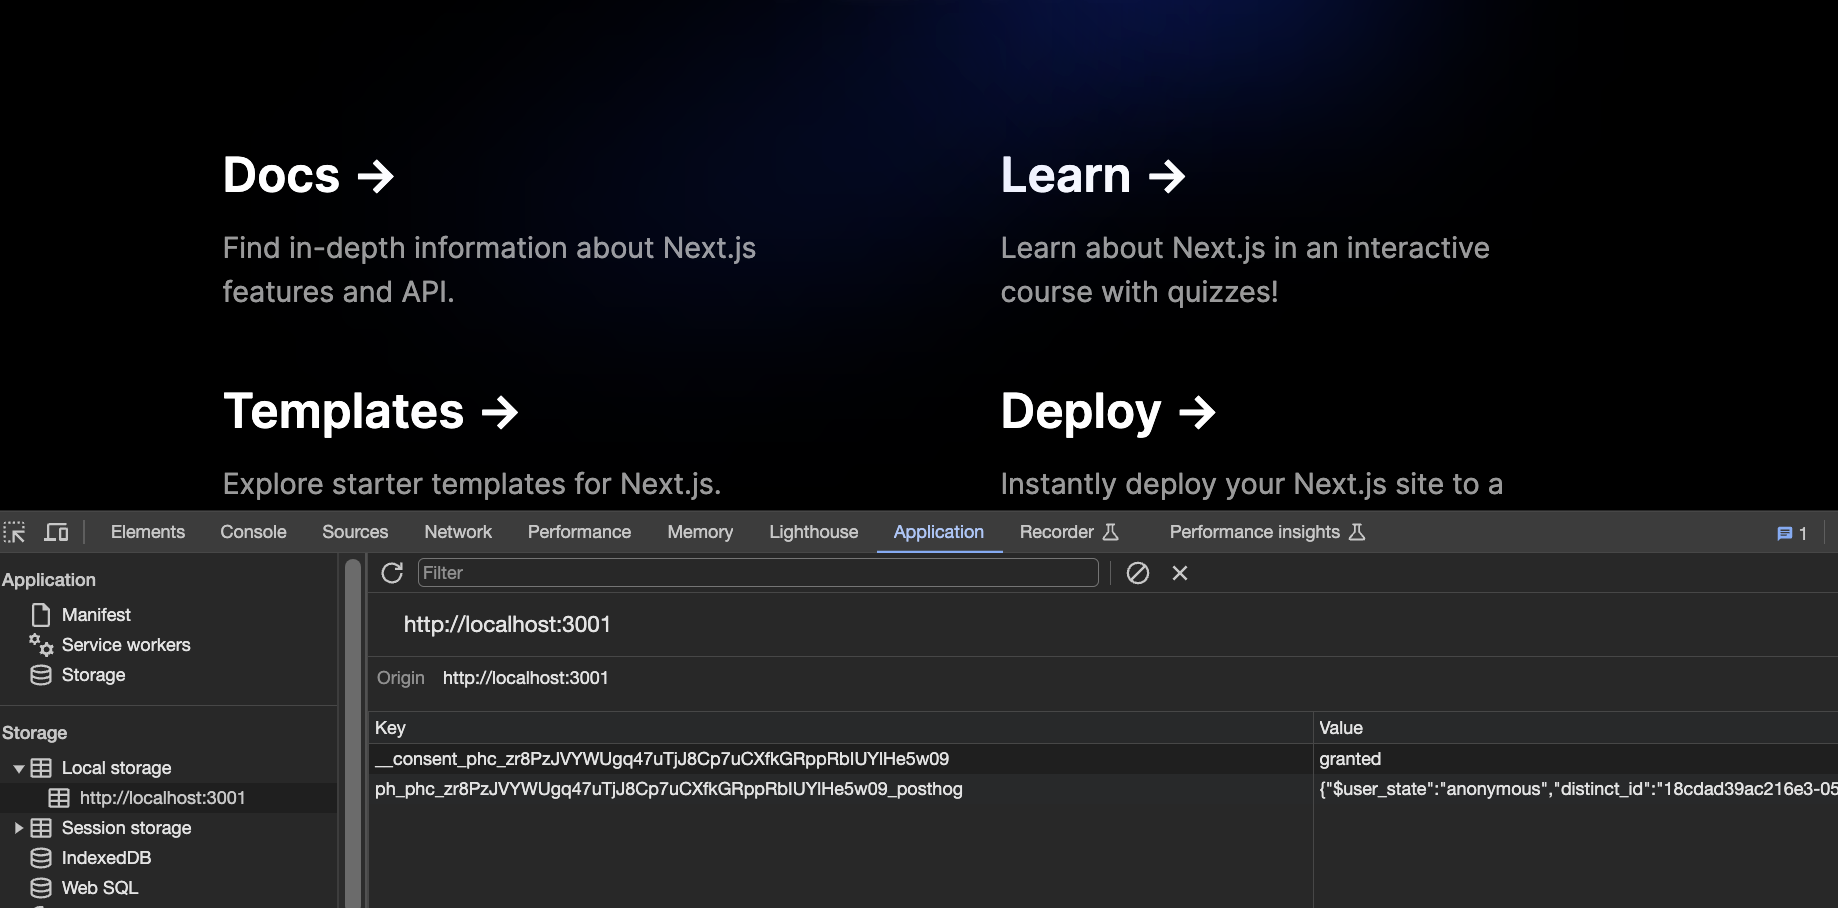 Docs →
Find in-depth information about Next.js
features and API.
Learn →
Learn about Next.js in an interactive
course with quizzes!
Templates →
Explore starter templates for Next.js.
Deploy →
Instantly deploy your Next.js site to a
Elements Console Sources Network Performance Memory Lighthouse Application Recorder Performance insights 1
Application
Manifest
Service workers
Storage
Storage
Local storage
http://localhost:3001
Session storage
IndexedDB
Web SQL
Filter
http://localhost:3001
Origin http://localhost:3001
Key Value
__consent_phc_zr8PzJVYWUgq47uTjJ8Cp7uCXfkGRppRbIUYlHe5w09 granted
ph_phc_zr8PzJVYWUgq47uTjJ8Cp7uCXfkGRppRbIUYlHe5w09_posthog {"$user_state":"anonymous","distinct_id":"18cdad39ac216e3-05